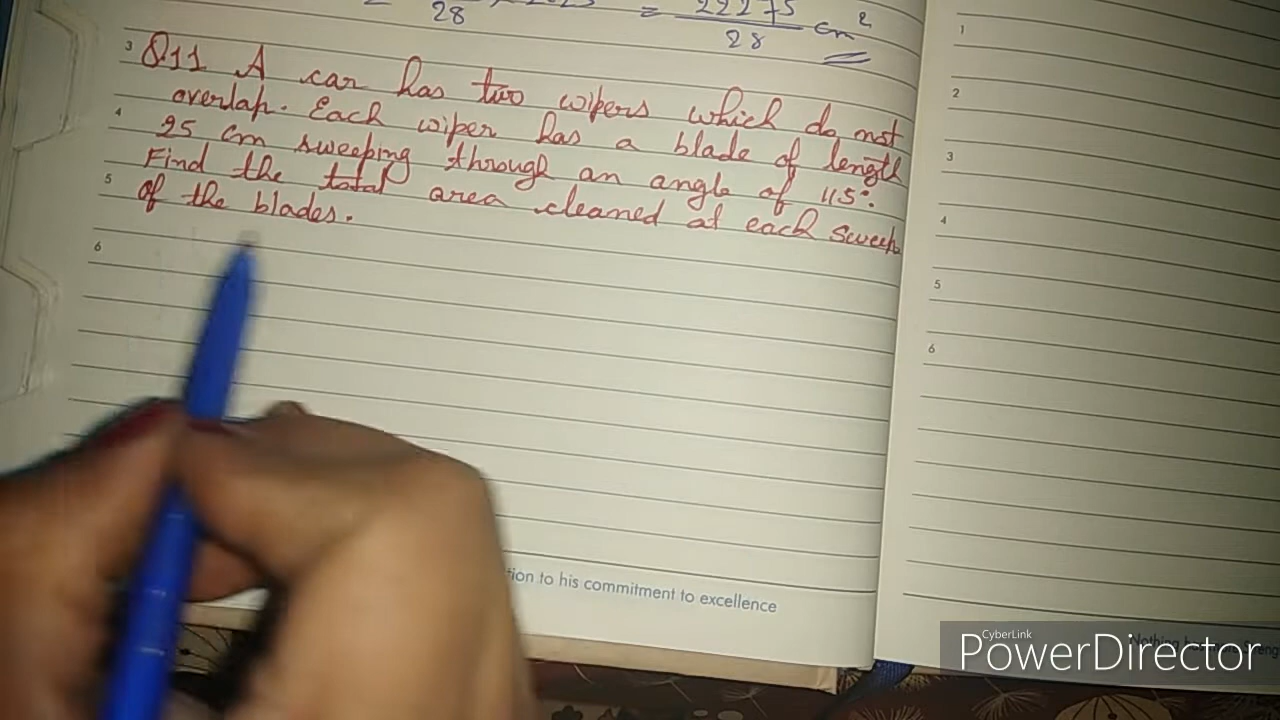 28
= 22275 cm²
28
Q11 A car has two wipers which do not
overlap. Each wiper has a blade of length
25 cm sweeping through an angle of 115°.
Find the total area cleaned at each sweep
of the blades.
3
4
5
6
1
2
3
4
5
6
tion to his commitment to excellence
Nothing
CyberLink
PowerDirector